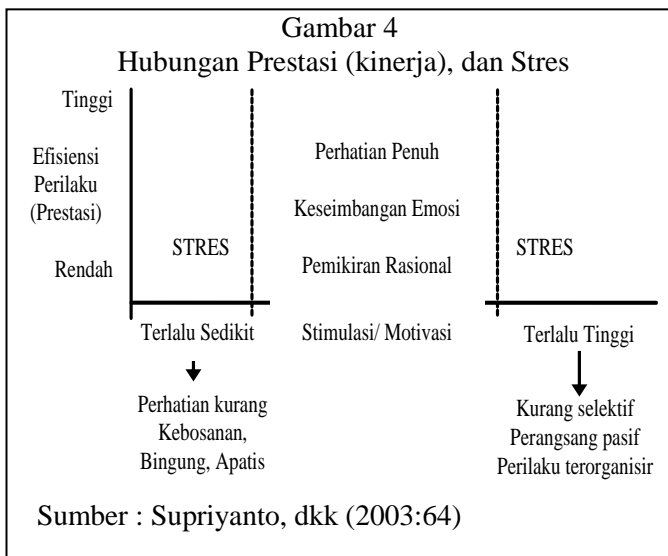 Gambar 4
Hubungan Prestasi (kinerja), dan Stres
Tinggi
Efisiensi
Perilaku
(Prestasi)
Rendah
STRES
Perhatian Penuh
Keseimbangan Emosi
Pemikiran Rasional
STRES
Terlalu Sedikit
Stimulasi/ Motivasi
Terlalu Tinggi
Perhatian kurang
Kebosanan,
Bingung, Apatis
Kurang selektif
Perangsang pasif
Perilaku terorganisir
Sumber : Supriyanto, dkk (2003:64)